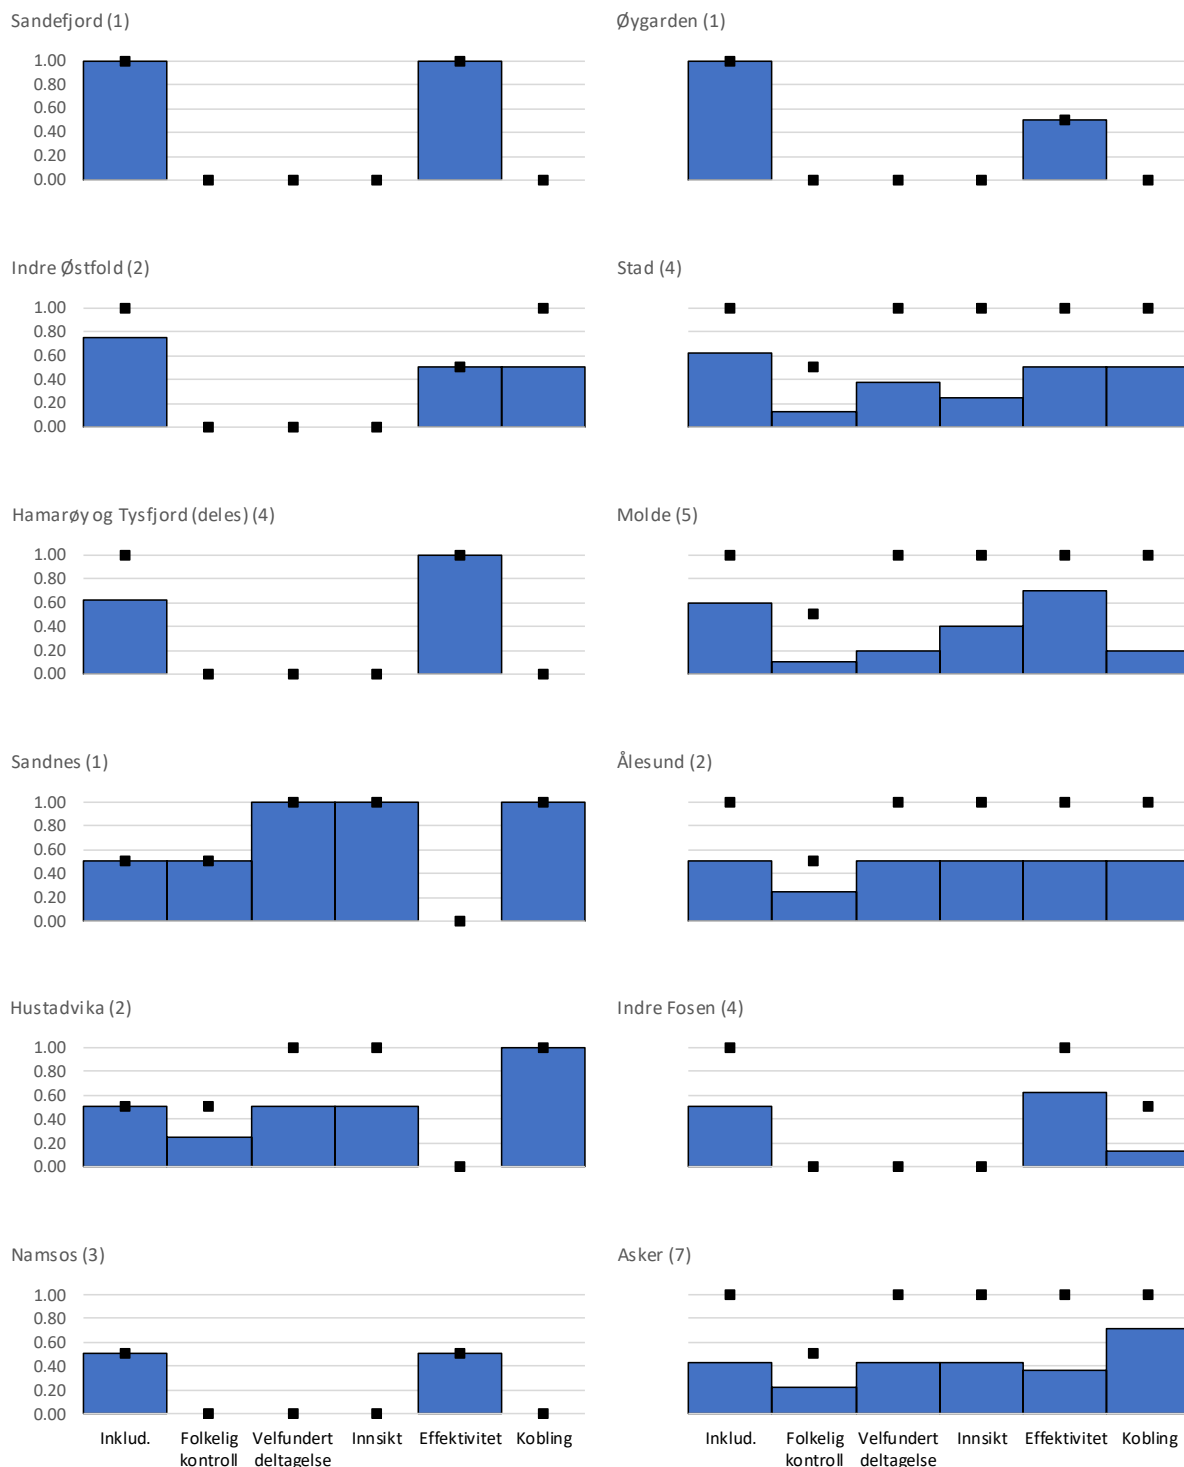 Sandefjord (1)
1.00
0.80
0.60
0.40
0.20
0.00
Øygarden (1)
Indre Østfold (2)
1.00
0.80
0.60
0.40
0.20
0.00
Stad (4)
Hamarøy og Tysfjord (deles) (4)
1.00
0.80
0.60
0.40
0.20
0.00
Molde (5)
Sandnes (1)
1.00
0.80
0.60
0.40
0.20
0.00
Ålesund (2)
Hustadvika (2)
1.00
0.80
0.60
0.40
0.20
0.00
Indre Fosen (4)
Namsos (3)
1.00
0.80
0.60
0.40
0.20
0.00
Inklud. Folkelig Velfundert Innsikt Effektivitet Kobling
kontroll deltagelse
Asker (7)
Inklud. Folkelig Velfundert Innsikt Effektivitet Kobling
kontroll deltagelse